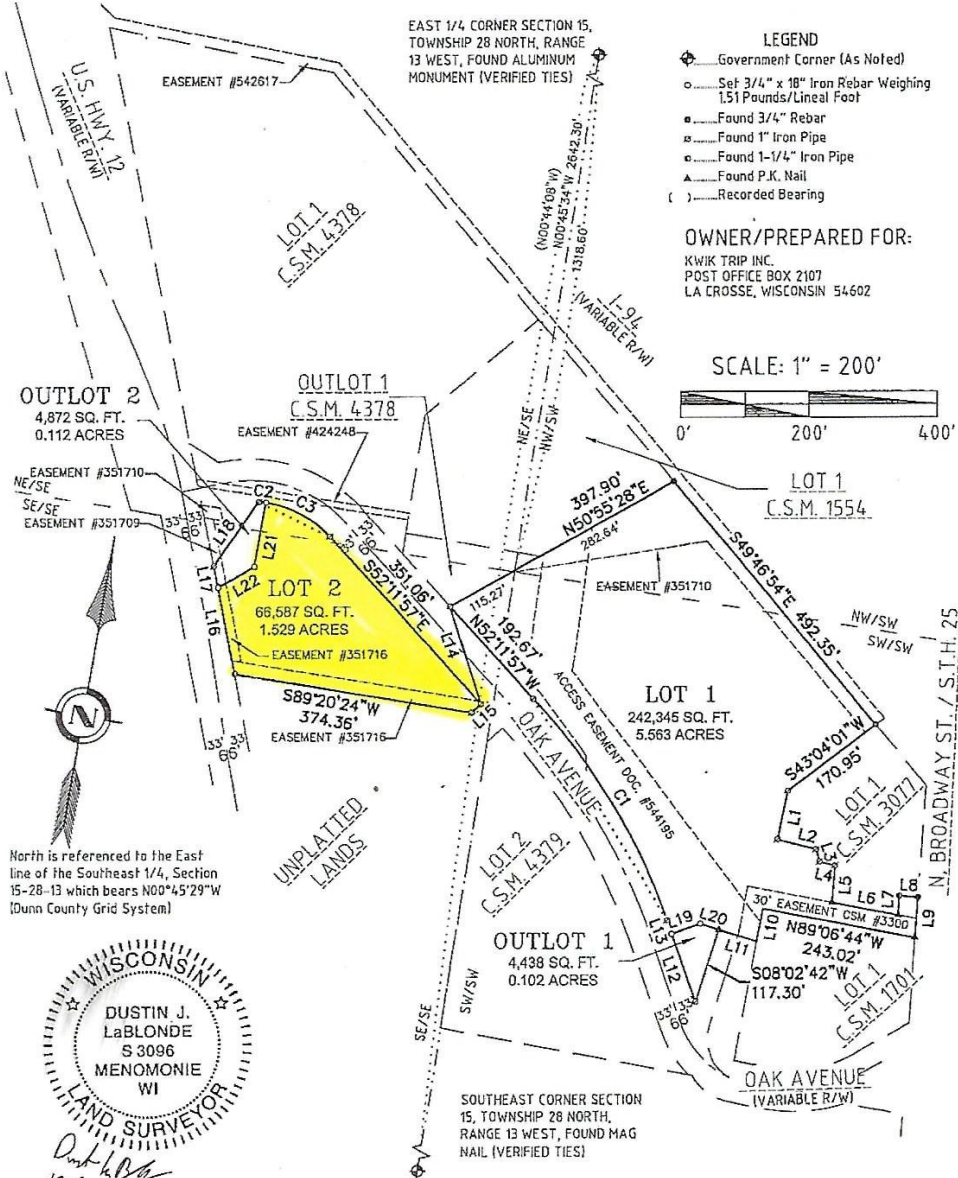 EAST 1/4 CORNER SECTION 15,
TOWNSHIP 28 NORTH, RANGE
13 WEST, FOUND ALUMINUM
MONUMENT (VERIFIED TIES)
LEGEND
Government Corner (As Noted)
Set 3/4" x 18" Iron Rebar Weighing
1.51 Pounds/Lineal Foot
Found 3/4" Rebar
Found 1" Iron Pipe
Found 1-1/4" Iron Pipe
Found P.K. Nail
( ) Recorded Bearing
OWNER/PREPARED FOR:
KWIK TRIP INC.
POST OFFICE BOX 2107
LA CROSSE, WISCONSIN 54602
SCALE: 1" = 200'
0' 200' 400'
EASEMENT #542617
U.S. HWY. 12
(VARIABLE R/W)
LOT 1
C.S.M. 4378
(N00°44'08"W)
N00°45'34"W 2642.30'
1318.60'
I-94
(VARIABLE R/W)
OUTLOT 2
4,872 SQ. FT.
0.112 ACRES
OUTLOT 1
C.S.M. 4378
EASEMENT #424248
NE/SE
NW/SW
LOT 1
C.S.M. 1554
EASEMENT #351710
NE/SE
SE/SE
EASEMENT #351709
33' 33'
66'
C2
C3
L18
L21
L17
L22
L16
33' 33'
66'
397.90'
N50°55'28"E
282.64'
115.27'
S49°46'54"E 492.35'
EASEMENT #351710
NW/SW
SW/SW
LOT 2
66,587 SQ. FT.
1.529 ACRES
351.06'
S52°11'57"E
L14
192.67'
N52°11'57"W
EASEMENT #351716
S89°20'24"W
374.36'
EASEMENT #351716
L15
33' 33'
66'
OAK AVENUE
ACCESS EASEMENT DOC. #544195
C1
LOT 1
242,345 SQ. FT.
5.563 ACRES
S43°04'01"W
170.95'
N. BROADWAY ST. / S.T.H. 25
LOT 1
C.S.M. 3077
L1
L2
L3
L4
L5
L6
L7
L8
L9
30' EASEMENT CSM #3300
N89°06'44"W
243.02'
L10
L11
S08°02'42"W
117.30'
LOT 1
C.S.M. 1701
UNPLATTED
LANDS
LOT 2
C.S.M. 4379
OUTLOT 1
4,438 SQ. FT.
0.102 ACRES
L13
L19
L20
L12
33' 33'
66'
SE/SE
SW/SW
OAK AVENUE
(VARIABLE R/W)
N
North is referenced to the East
line of the Southeast 1/4, Section
15-28-13 which bears N00°45'29"W
(Dunn County Grid System)
WISCONSIN
DUSTIN J.
LaBLONDE
S 3096
MENOMONIE
WI
LAND SURVEYOR
SOUTHEAST CORNER SECTION
15, TOWNSHIP 28 NORTH,
RANGE 13 WEST, FOUND MAG
NAIL (VERIFIED TIES)